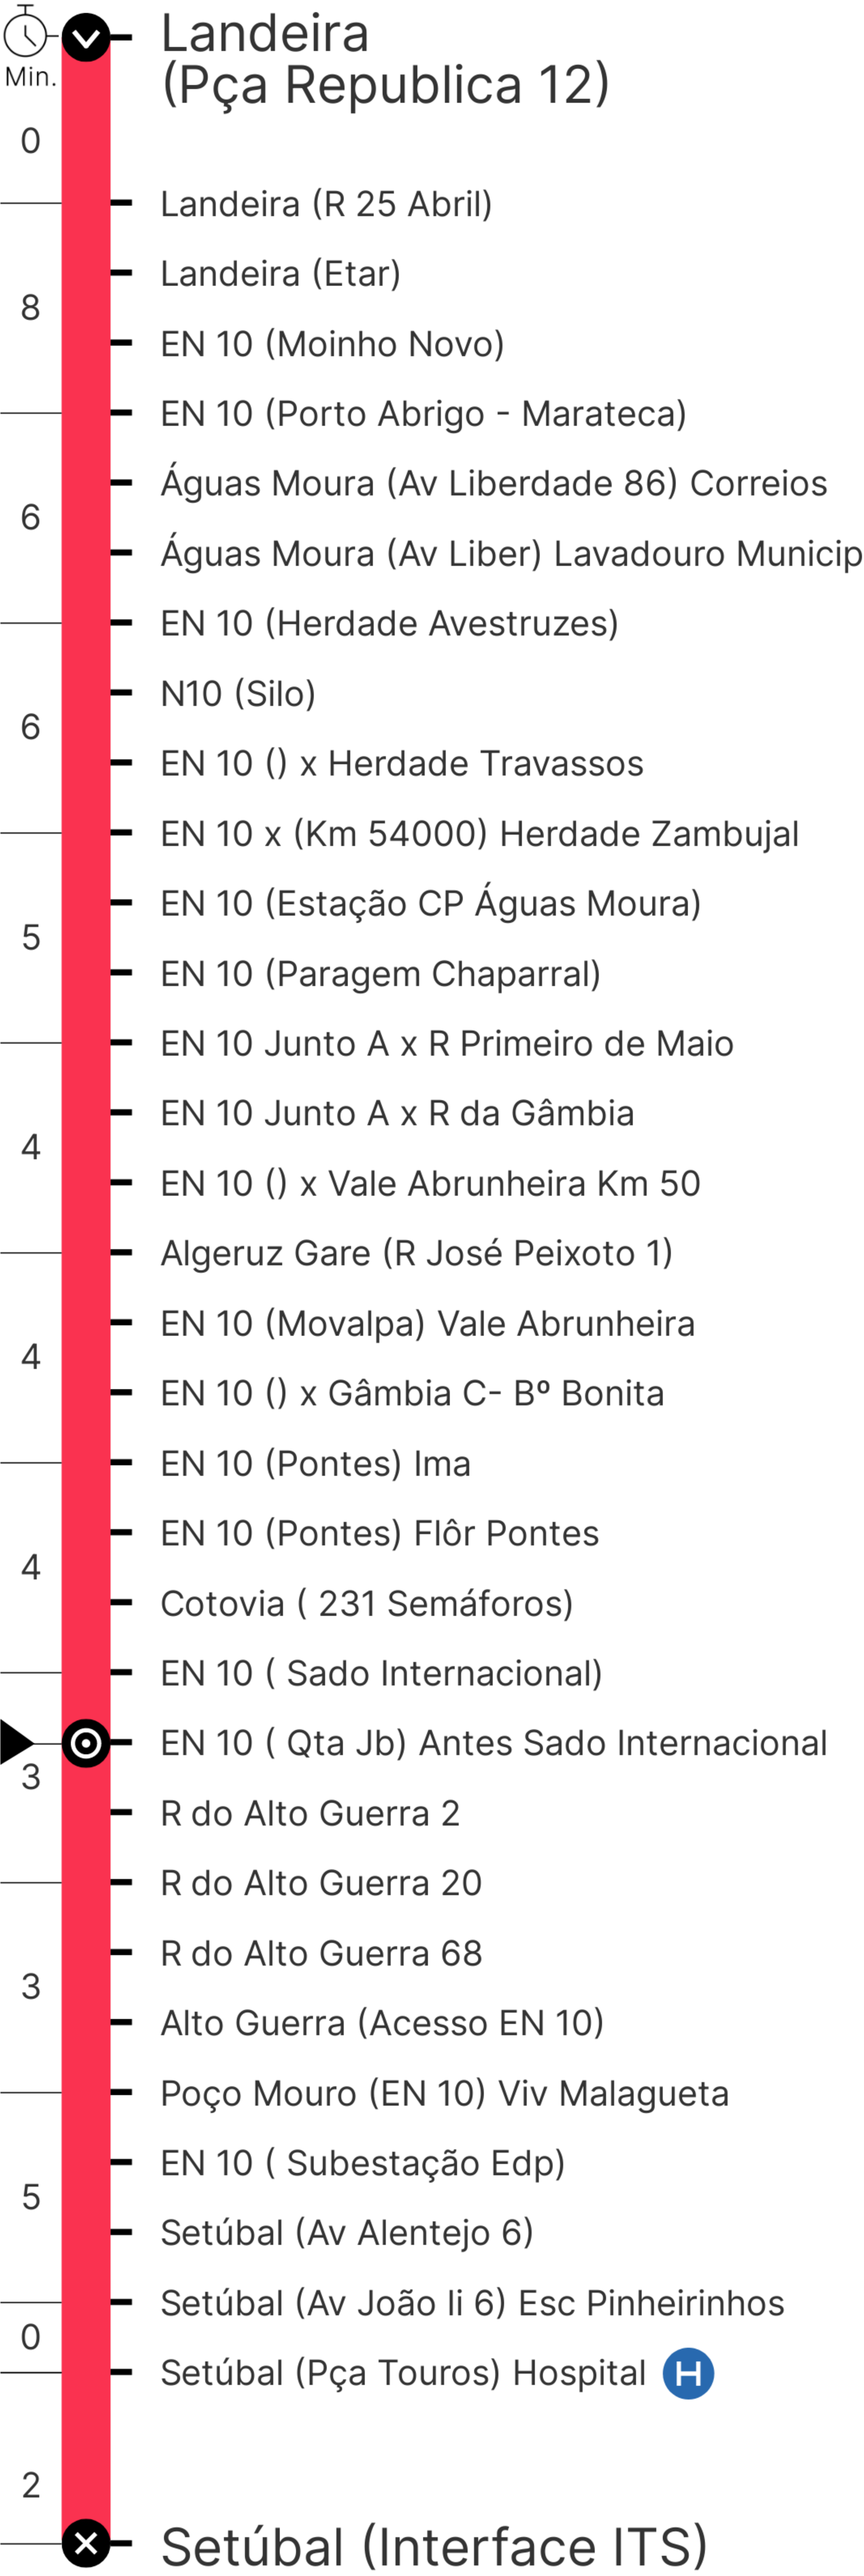 Landeira
(Pça Republica 12)
Min.
0
Landeira (R 25 Abril)
Landeira (Etar)
8
EN 10 (Moinho Novo)
EN 10 (Porto Abrigo - Marateca)
Águas Moura (Av Liberdade 86) Correios
6
Águas Moura (Av Liber) Lavadouro Municip
EN 10 (Herdade Avestruzes)
N10 (Silo)
6
EN 10 () x Herdade Travassos
EN 10 x (Km 54000) Herdade Zambujal
EN 10 (Estação CP Águas Moura)
5
EN 10 (Paragem Chaparral)
EN 10 Junto A x R Primeiro de Maio
EN 10 Junto A x R da Gâmbia
4
EN 10 () x Vale Abrunheira Km 50
Algeruz Gare (R José Peixoto 1)
EN 10 (Movalpa) Vale Abrunheira
4
EN 10 () x Gâmbia C- Bº Bonita
EN 10 (Pontes) Ima
EN 10 (Pontes) Flôr Pontes
4
Cotovia ( 231 Semáforos)
EN 10 ( Sado Internacional)
EN 10 ( Qta Jb) Antes Sado Internacional
3
R do Alto Guerra 2
R do Alto Guerra 20
R do Alto Guerra 68
3
Alto Guerra (Acesso EN 10)
Poço Mouro (EN 10) Viv Malagueta
EN 10 ( Subestação Edp)
5
Setúbal (Av Alentejo 6)
Setúbal (Av João Ii 6) Esc Pinheirinhos
0
Setúbal (Pça Touros) Hospital H
2
Setúbal (Interface ITS)